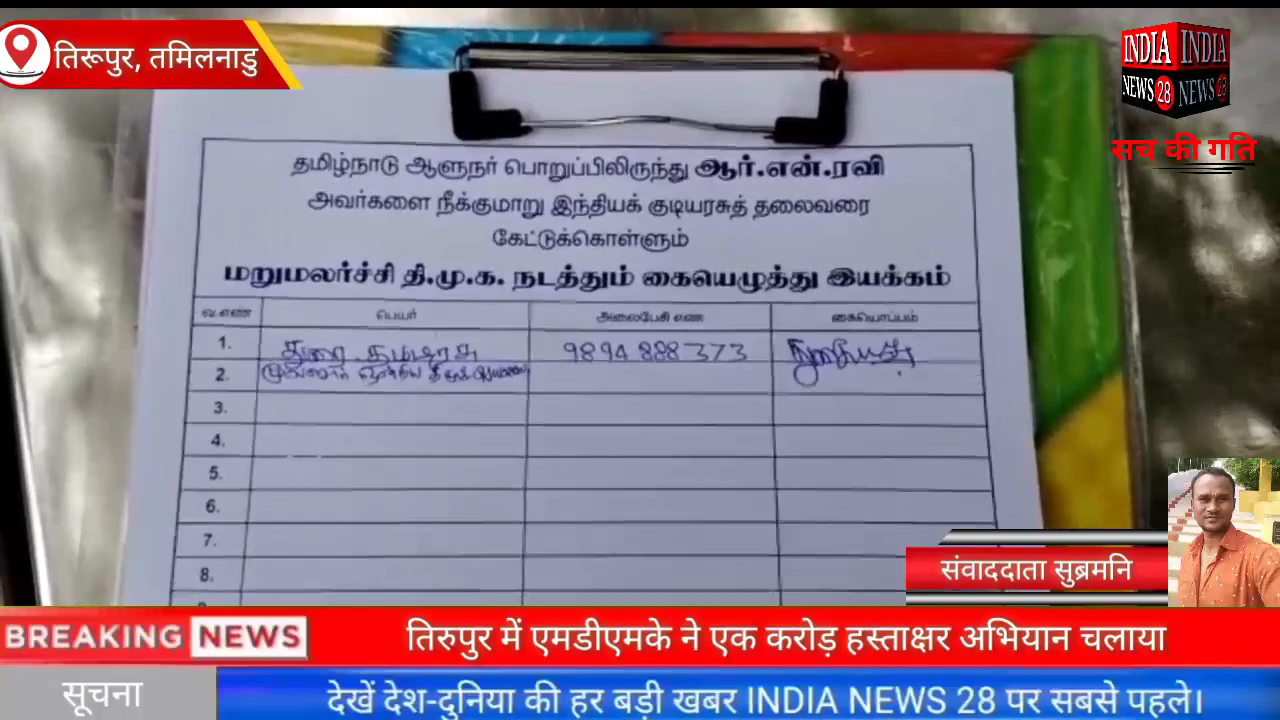 तिरूपुर, तमिलनाडु
INDIA INDIA
NEWS 28 NEWS 28
सच की गति
தமிழ்நாடு ஆளுநர் பொறுப்பிலிருந்து ஆர்.என்.ரவி
அவர்களை நீக்குமாறு இந்தியக் குடியரசுத் தலைவரை
கேட்டுக்கொள்ளும்
மறுமலர்ச்சி தி.மு.க. நடத்தும் கையெழுத்து இயக்கம்
வ.எண் பெயர் அலைபேசி எண் கையொப்பம்
1. துரை 9894 888 373
2.
3.
4.
5.
6.
7.
8.
संवाददाता सुब्रमनि
BREAKING NEWS तिरुपुर में एमडीएमके ने एक करोड़ हस्ताक्षर अभियान चलाया
सूचना देखें देश-दुनिया की हर बड़ी खबर INDIA NEWS 28 पर सबसे पहले।